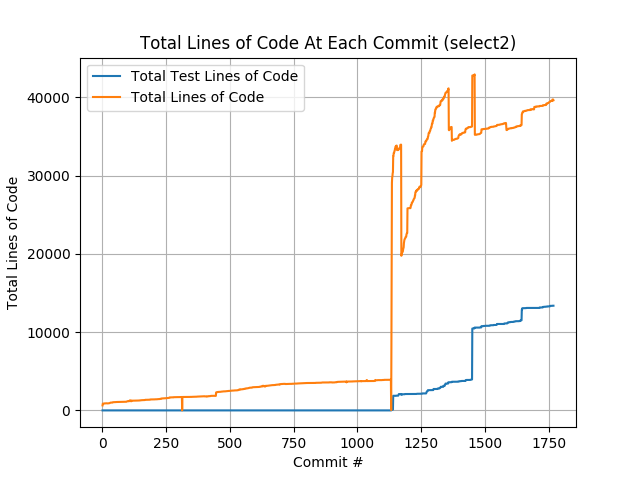 Total Lines of Code At Each Commit (select2)
Total Test Lines of Code
Total Lines of Code
Total Lines of Code
40000
30000
20000
10000
0
0
250
500
750
1000
1250
1500
1750
Commit #